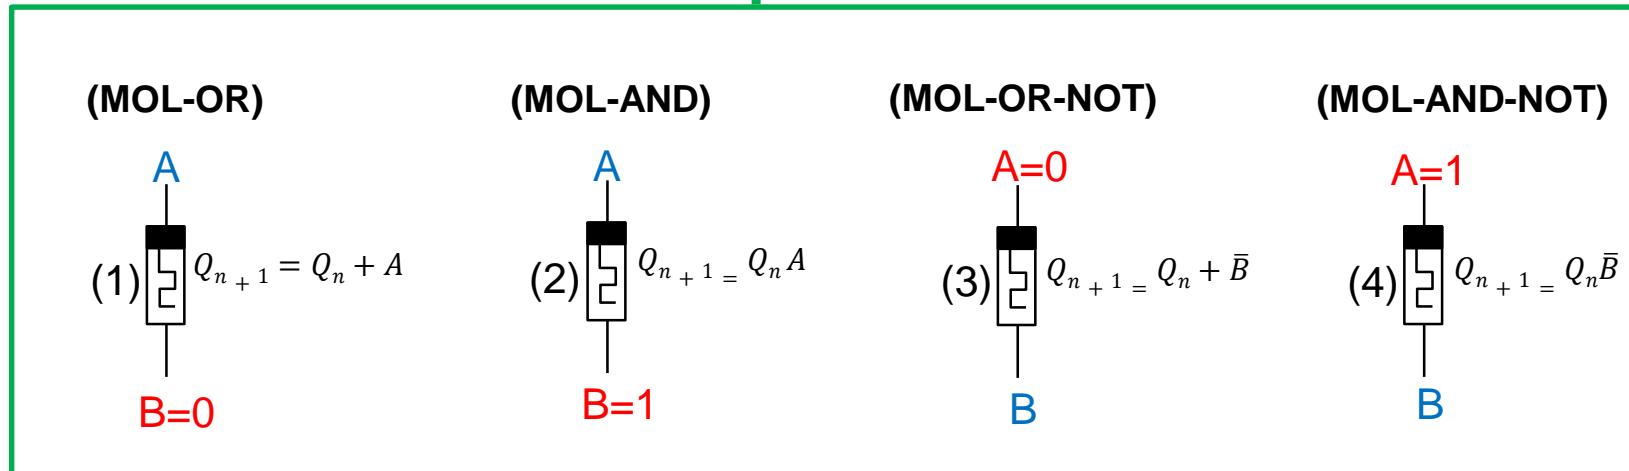 (MOL-OR)
A
(1)
Qₙ ₊ ₁ = Qₙ + A
B=0
(MOL-AND)
A
(2)
Qₙ ₊ ₁ ₌ QₙA
B=1
(MOL-OR-NOT)
A=0
(3)
Qₙ ₊ ₁ ₌ Qₙ + B̅
B
(MOL-AND-NOT)
A=1
(4)
Qₙ ₊ ₁ ₌ QₙB̅
B